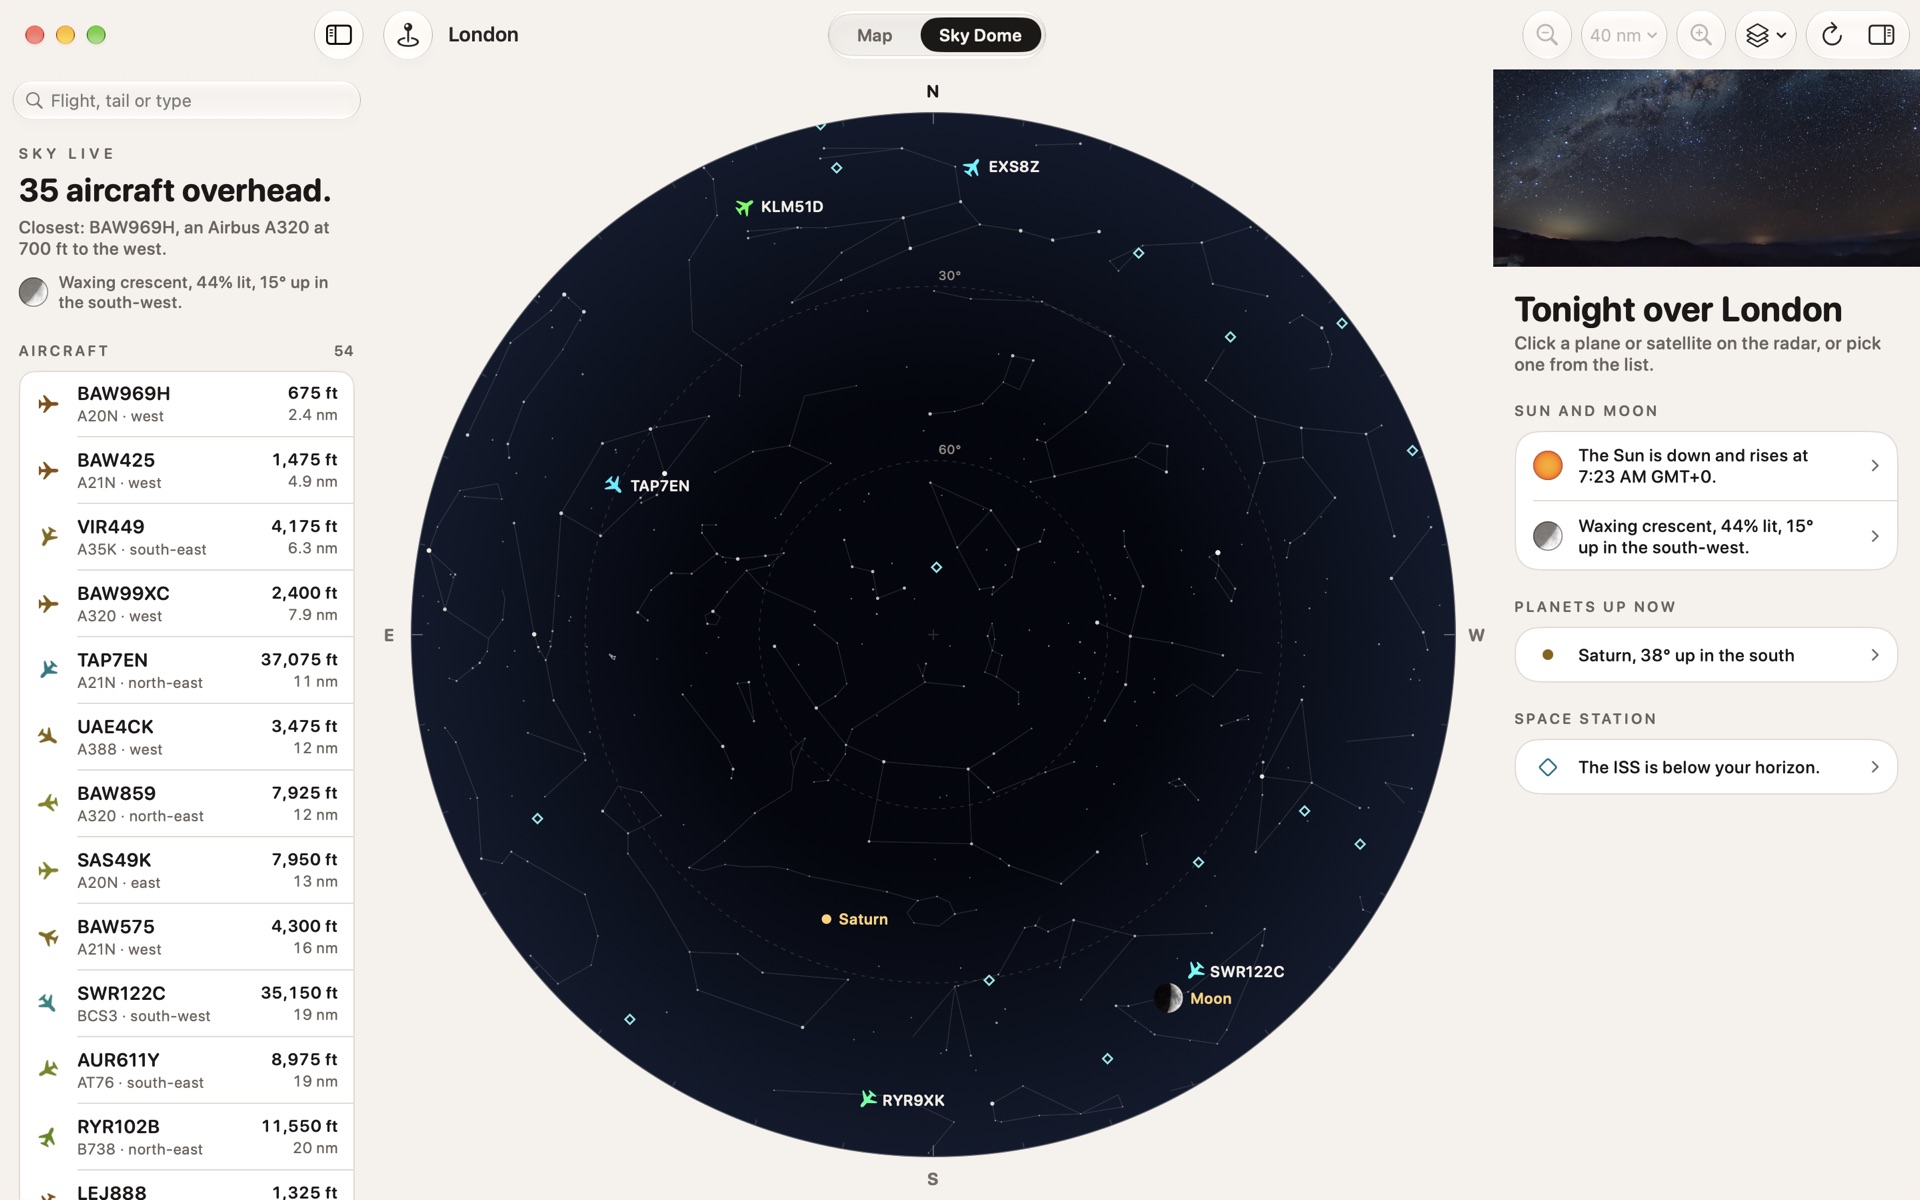 London
Map
Sky Dome
40 nm
Flight, tail or type
SKY LIVE
35 aircraft overhead.
Closest: BAW969H, an Airbus A320 at
700 ft to the west.
Waxing crescent, 44% lit, 15° up in
the south-west.
AIRCRAFT 54
BAW969H 675 ft
A20N · west 2.4 nm
BAW425 1,475 ft
A21N · west 4.9 nm
VIR449 4,175 ft
A35K · south-east 6.3 nm
BAW99XC 2,400 ft
A320 · west 7.9 nm
TAP7EN 37,075 ft
A21N · north-east 11 nm
UAE4CK 3,475 ft
A388 · west 12 nm
BAW859 7,925 ft
A320 · north-east 12 nm
SAS49K 7,950 ft
A20N · east 13 nm
BAW575 4,300 ft
A21N · west 16 nm
SWR122C 35,150 ft
BCS3 · south-west 19 nm
AUR611Y 8,975 ft
AT76 · south-east 19 nm
RYR102B 11,550 ft
B738 · north-east 20 nm
LEJ888 1,325 ft
N
EXS8Z
KLM51D
30°
60°
TAP7EN
E
W
Saturn
SWR122C
Moon
RYR9XK
S
Tonight over London
Click a plane or satellite on the radar, or pick
one from the list.
SUN AND MOON
The Sun is down and rises at
7:23 AM GMT+0.
Waxing crescent, 44% lit, 15°
up in the south-west.
PLANETS UP NOW
Saturn, 38° up in the south
SPACE STATION
The ISS is below your horizon.